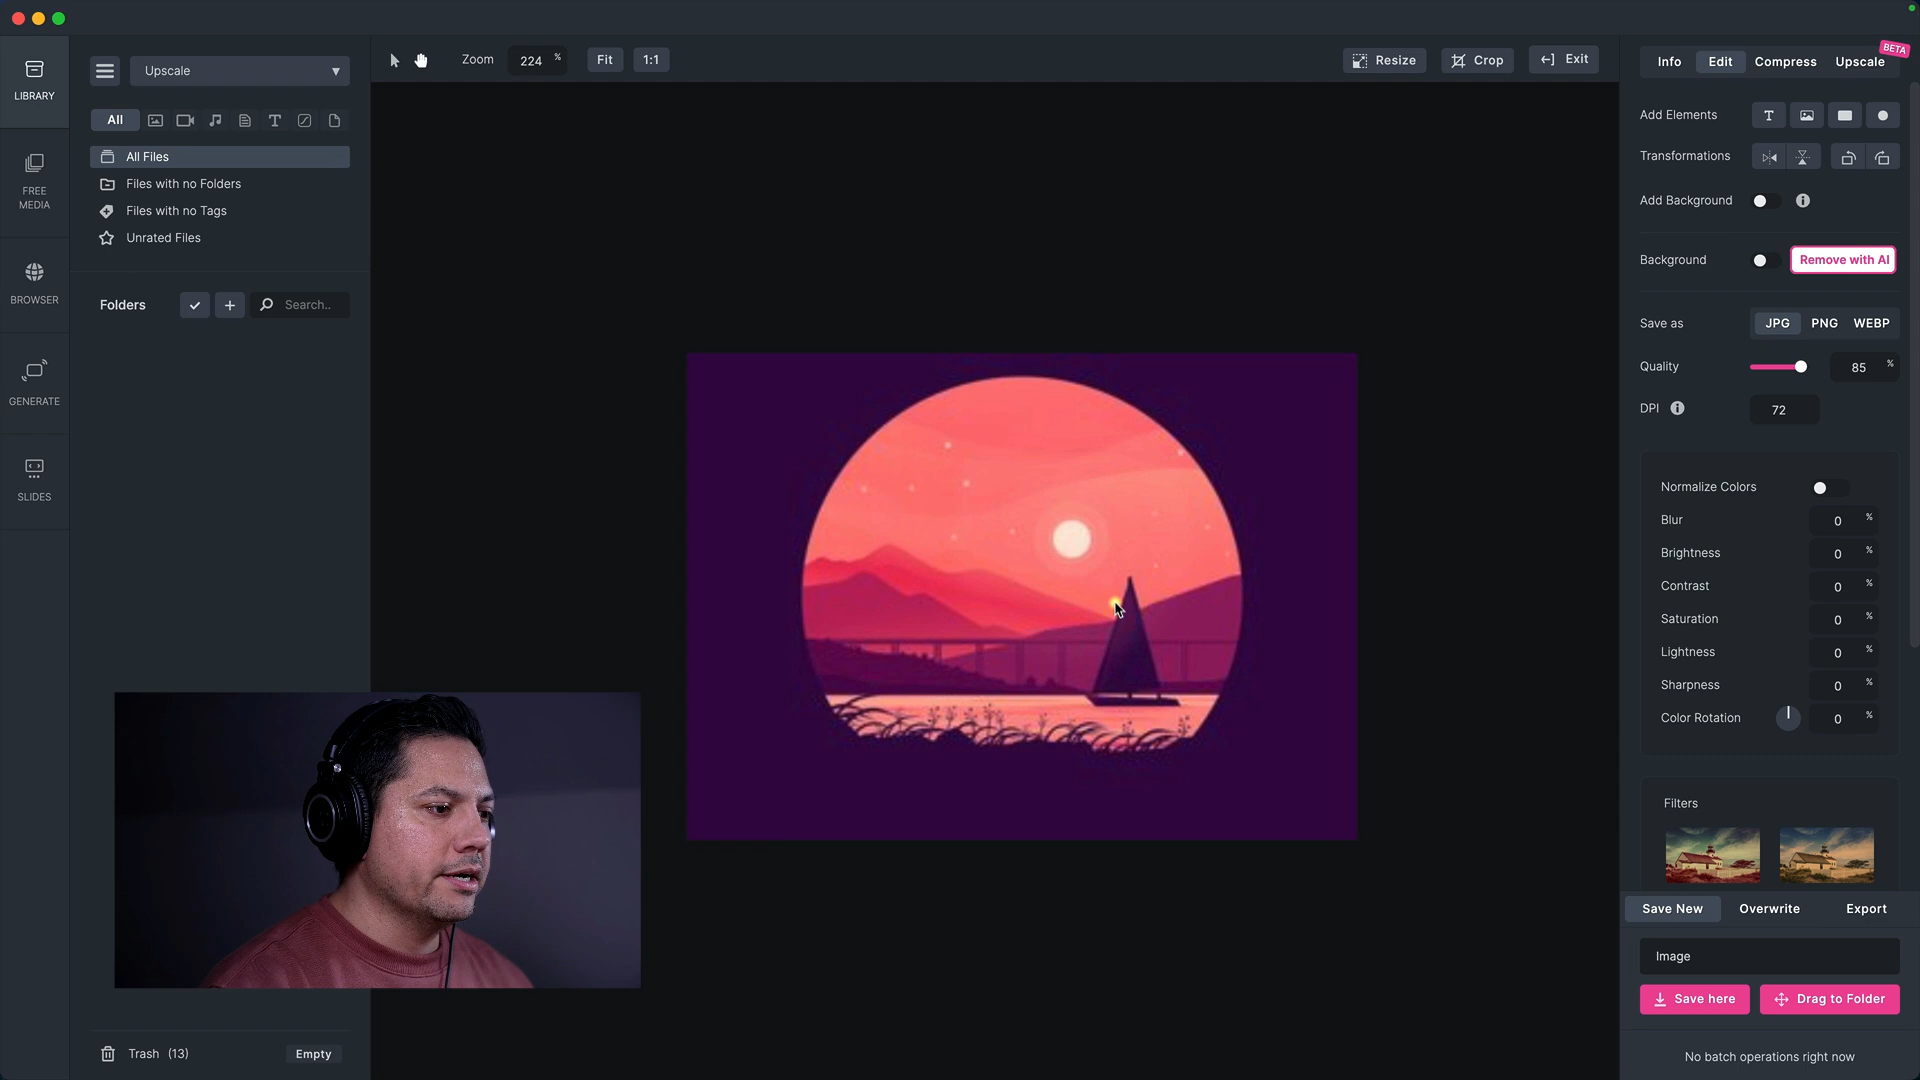 LIBRARY
FREE
MEDIA
BROWSER
GENERATE
SLIDES
Upscale
All
All Files
Files with no Folders
Files with no Tags
Unrated Files
Folders
Search..
Trash (13)
Empty
Zoom
224 %
Fit
1:1
Resize
Crop
Exit
BETA
Info
Edit
Compress
Upscale
Add Elements
Transformations
Add Background
Background
Remove with AI
Save as
JPG
PNG
WEBP
Quality
85 %
DPI
72
Normalize Colors
Blur
0 %
Brightness
0 %
Contrast
0 %
Saturation
0 %
Lightness
0 %
Sharpness
0 %
Color Rotation
0 %
Filters
Save New
Overwrite
Export
Image
Save here
Drag to Folder
No batch operations right now